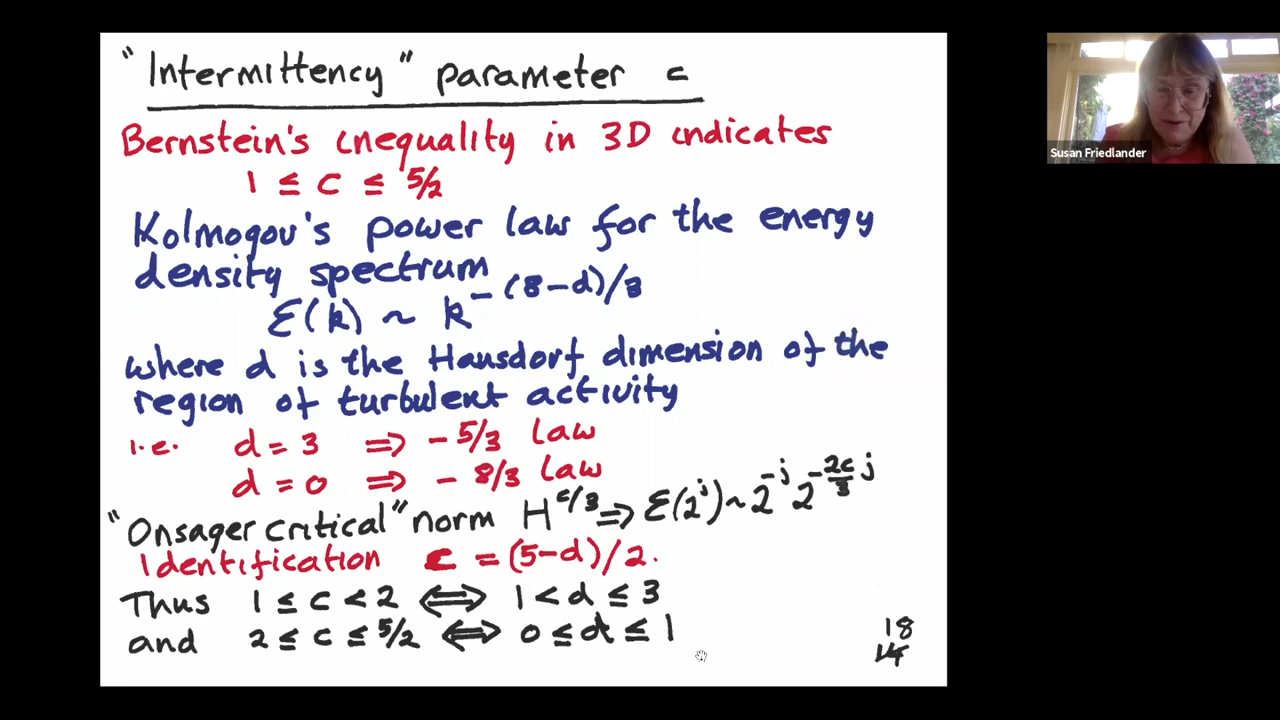 "Intermittency" parameter c
Bernstein's inequality in 3D indicates
1 ≤ c ≤ 5/2
Kolmogov's power law for the energy
density spectrum
ℰ(k) ~ k^{-(8-d)/3}
where d is the Hausdorf dimension of the
region of turbulent activity
i.e. d = 3 ⟹ -5/3 law
d = 0 ⟹ -8/3 law
"Onsager critical" norm H^{c/3} ⟹ ℰ(2^j) ~ 2^{-j} 2^{-\frac{2c}{3}j}
Identification c = (5-d)/2.
Thus 1 ≤ c < 2 ⟺ 1 < d ≤ 3
and 2 ≤ c ≤ 5/2 ⟺ 0 ≤ d ≤ 1
18
Susan Friedlander